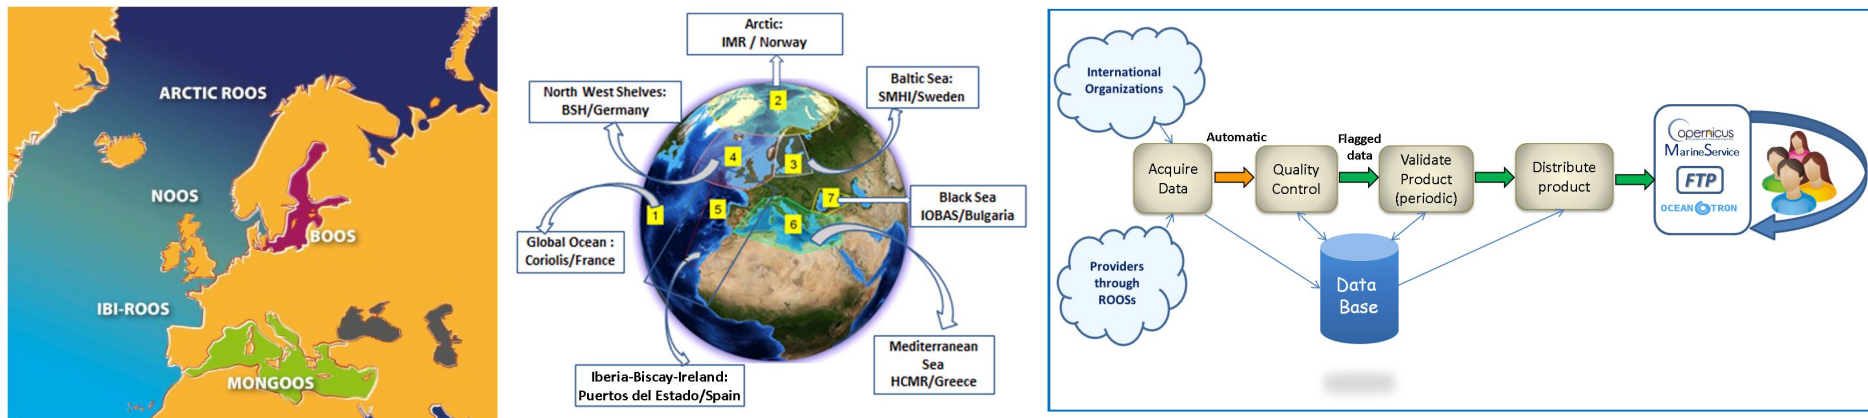 ARCTIC ROOS
NOOS
BOOS
IBI-ROOS
MONGOOS
Arctic:
IMR / Norway
North West Shelves:
BSH/Germany
Baltic Sea:
SMHI/Sweden
2
4
3
1
5
7
6
Black Sea
IOBAS/Bulgaria
Global Ocean :
Coriolis/France
Mediterranean
Sea
HCMR/Greece
Iberia-Biscay-Ireland:
Puertos del Estado/Spain
International
Organizations
Providers
through
ROOSs
Acquire
Data
Automatic
Quality
Control
Flagged
data
Validate
Product
(periodic)
Distribute
product
Data
Base
Copernicus
MarineService
FTP
OCEANOTRON